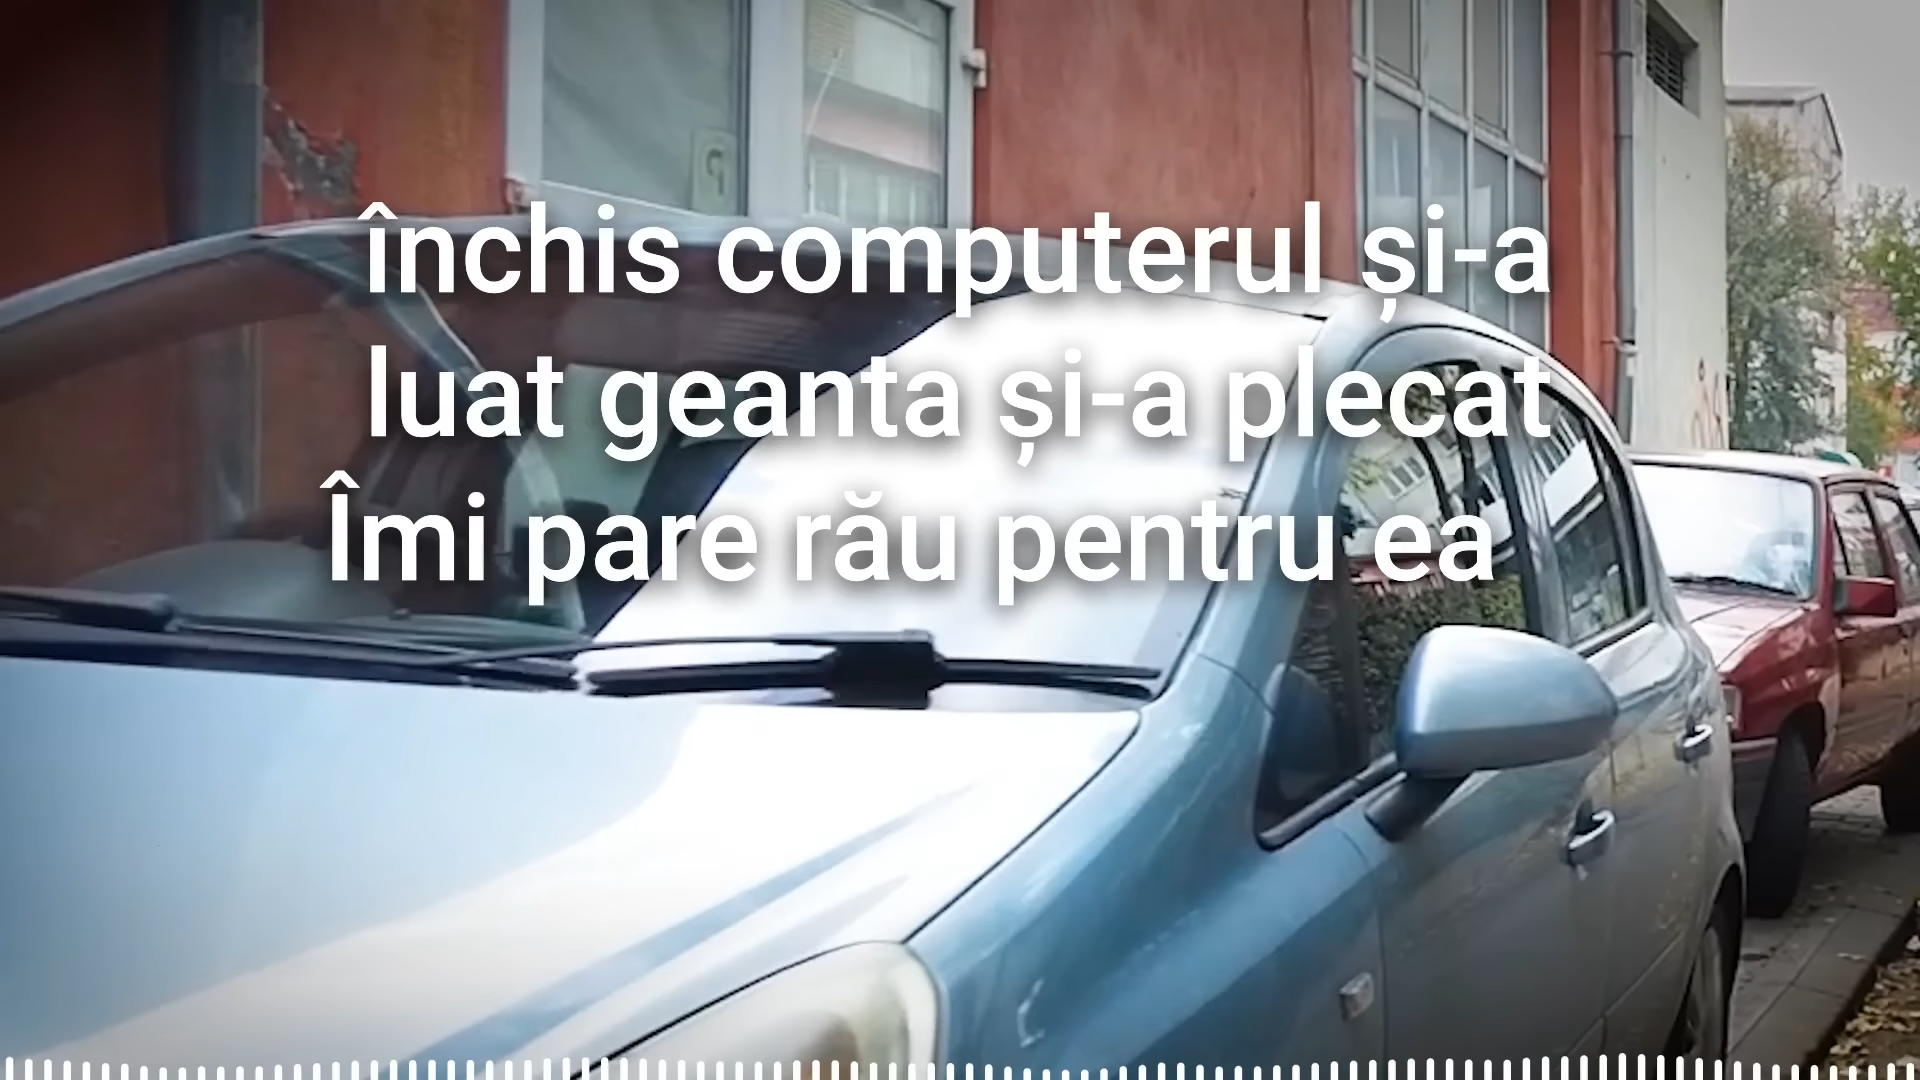 închis computerul și-a
luat geanta și-a plecat
Îmi pare rău pentru ea